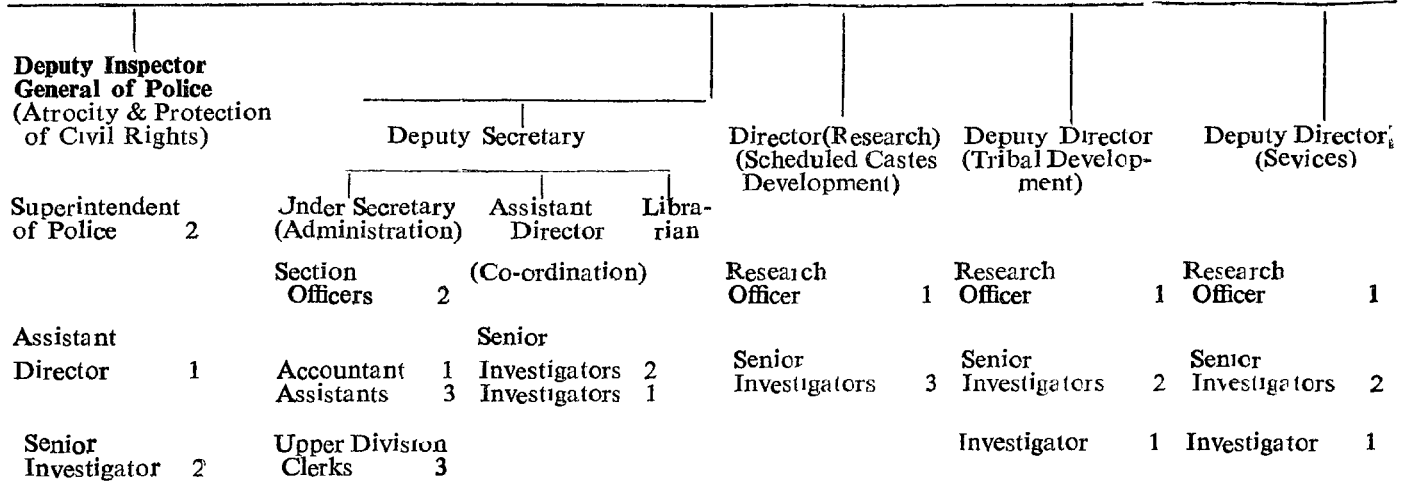 Deputy Inspector
General of Police
(Atrocity & Protection
of Civil Rights)
Superintendent
of Police 2
Assistant
Director 1
Senior
Investigator 2
Deputy Secretary
Jnder Secretary
(Administration)
Section
Officers 2
Accountant 1
Assistants 3
Upper Division
Clerks 3
Assistant
Director
(Co-ordination)
Senior
Investigators 2
Investigators 1
Libra-
rian
Director(Research)
(Scheduled Castes
Development)
Research
Officer 1
Senior
Investigators 3
Deputy Director
(Tribal Develop-
ment)
Research
Officer 1
Senior
Investigators 2
Investigator 1
Deputy Director
(Sevices)
Research
Officer 1
Senior
Investigators 2
Investigator 1